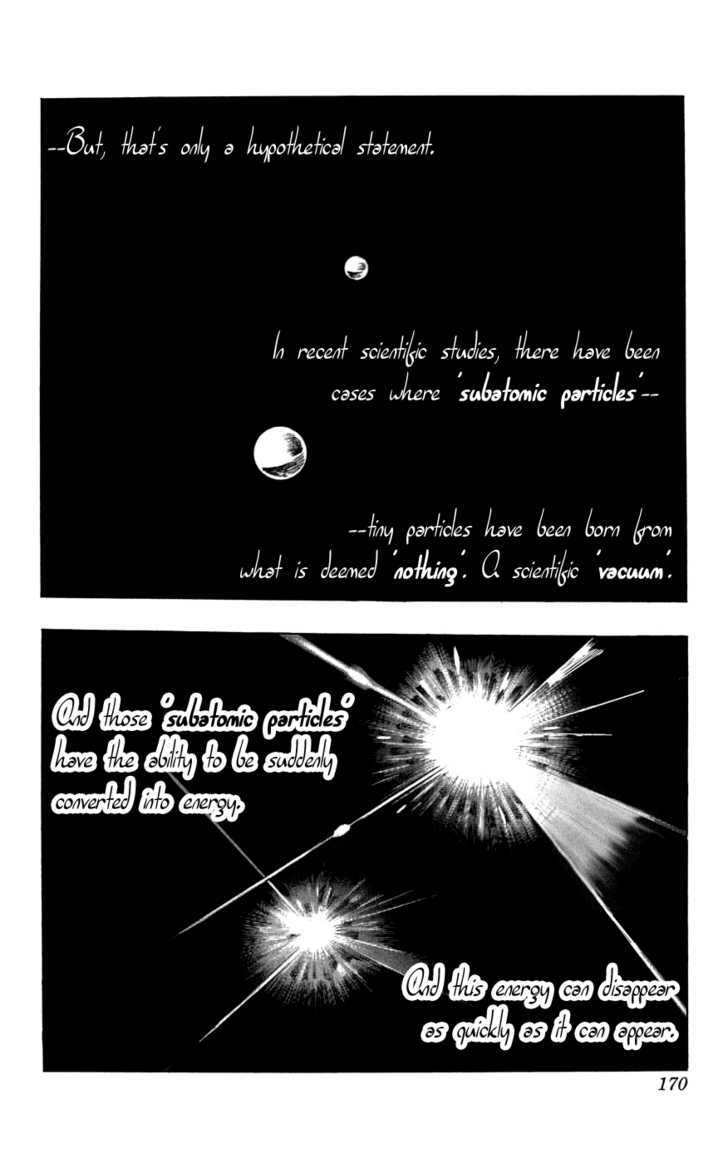 --But, that's only a hypothetical statement.
In recent scientific studies, there have been
cases where 'subatomic particles'--
--tiny particles have been born from
what is deemed 'nothing'. A scientific 'vacuum'.
And those 'subatomic particles'
have the ability to be suddenly
converted into energy.
And this energy can disappear
as quickly as it can appear.
170